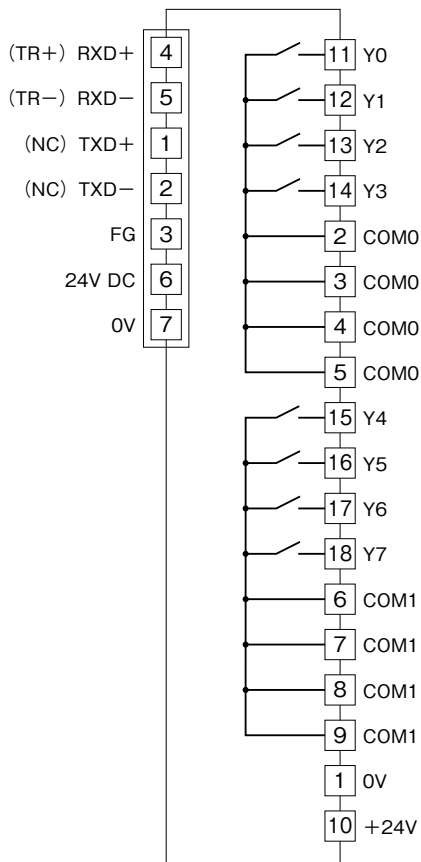 (TR+) RXD+ 4
(TR−) RXD− 5
(NC) TXD+ 1
(NC) TXD− 2
FG 3
24V DC 6
0V 7
11 Y0
12 Y1
13 Y2
14 Y3
2 COM0
3 COM0
4 COM0
5 COM0
15 Y4
16 Y5
17 Y6
18 Y7
6 COM1
7 COM1
8 COM1
9 COM1
1 0V
10 +24V